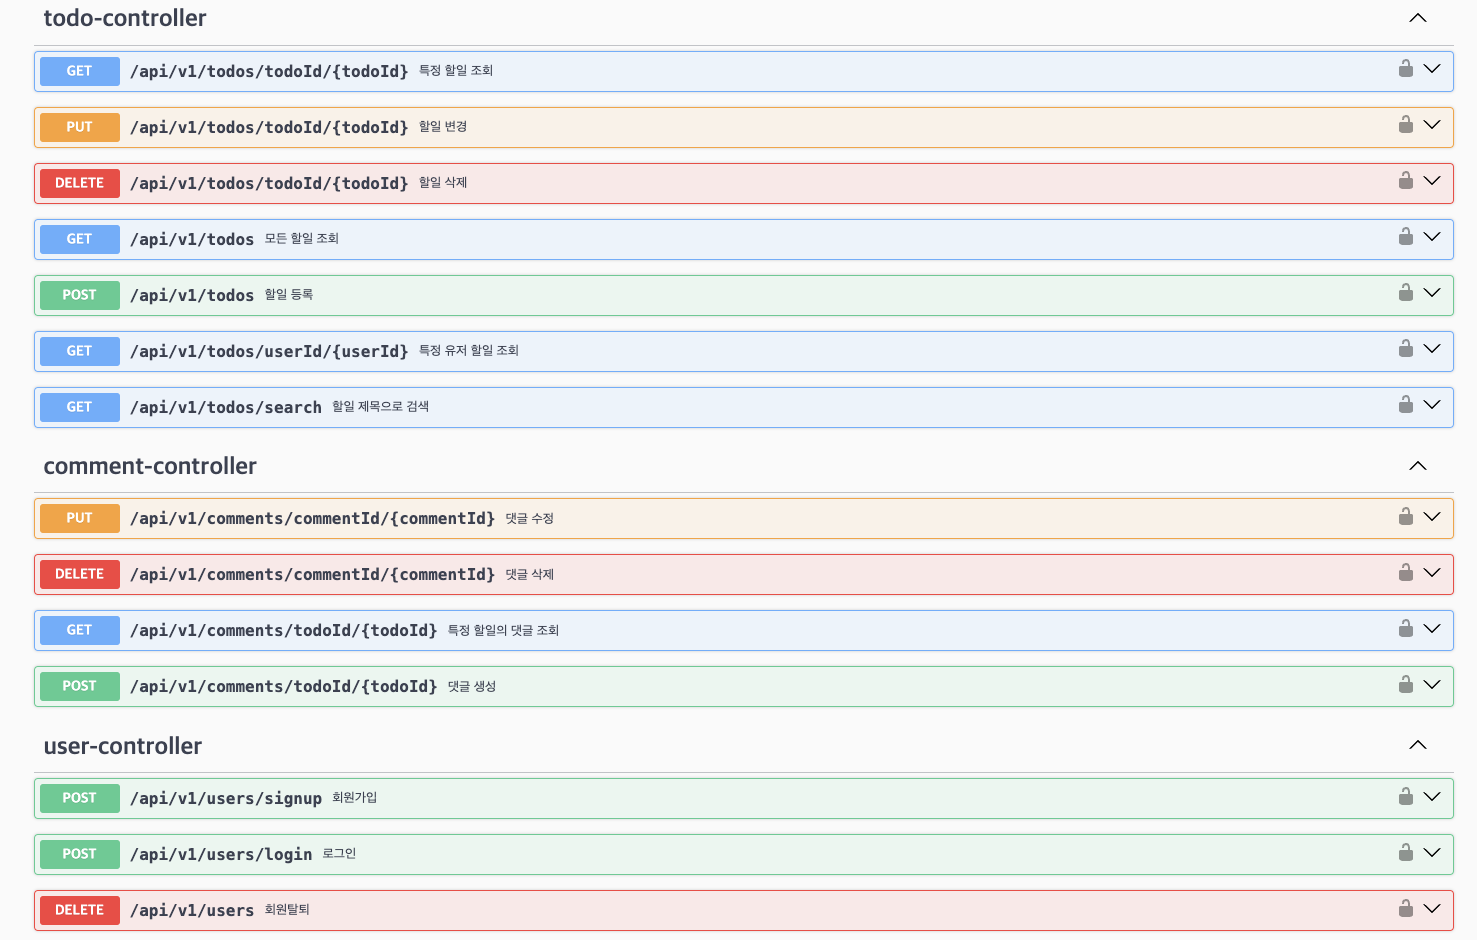 todo-controller
GET /api/v1/todos/todoId/{todoId} 특정 할일 조회
PUT /api/v1/todos/todoId/{todoId} 할일 변경
DELETE /api/v1/todos/todoId/{todoId} 할일 삭제
GET /api/v1/todos 모든 할일 조회
POST /api/v1/todos 할일 등록
GET /api/v1/todos/userId/{userId} 특정 유저 할일 조회
GET /api/v1/todos/search 할일 제목으로 검색
comment-controller
PUT /api/v1/comments/commentId/{commentId} 댓글 수정
DELETE /api/v1/comments/commentId/{commentId} 댓글 삭제
GET /api/v1/comments/todoId/{todoId} 특정 할일의 댓글 조회
POST /api/v1/comments/todoId/{todoId} 댓글 생성
user-controller
POST /api/v1/users/signup 회원가입
POST /api/v1/users/login 로그인
DELETE /api/v1/users 회원탈퇴